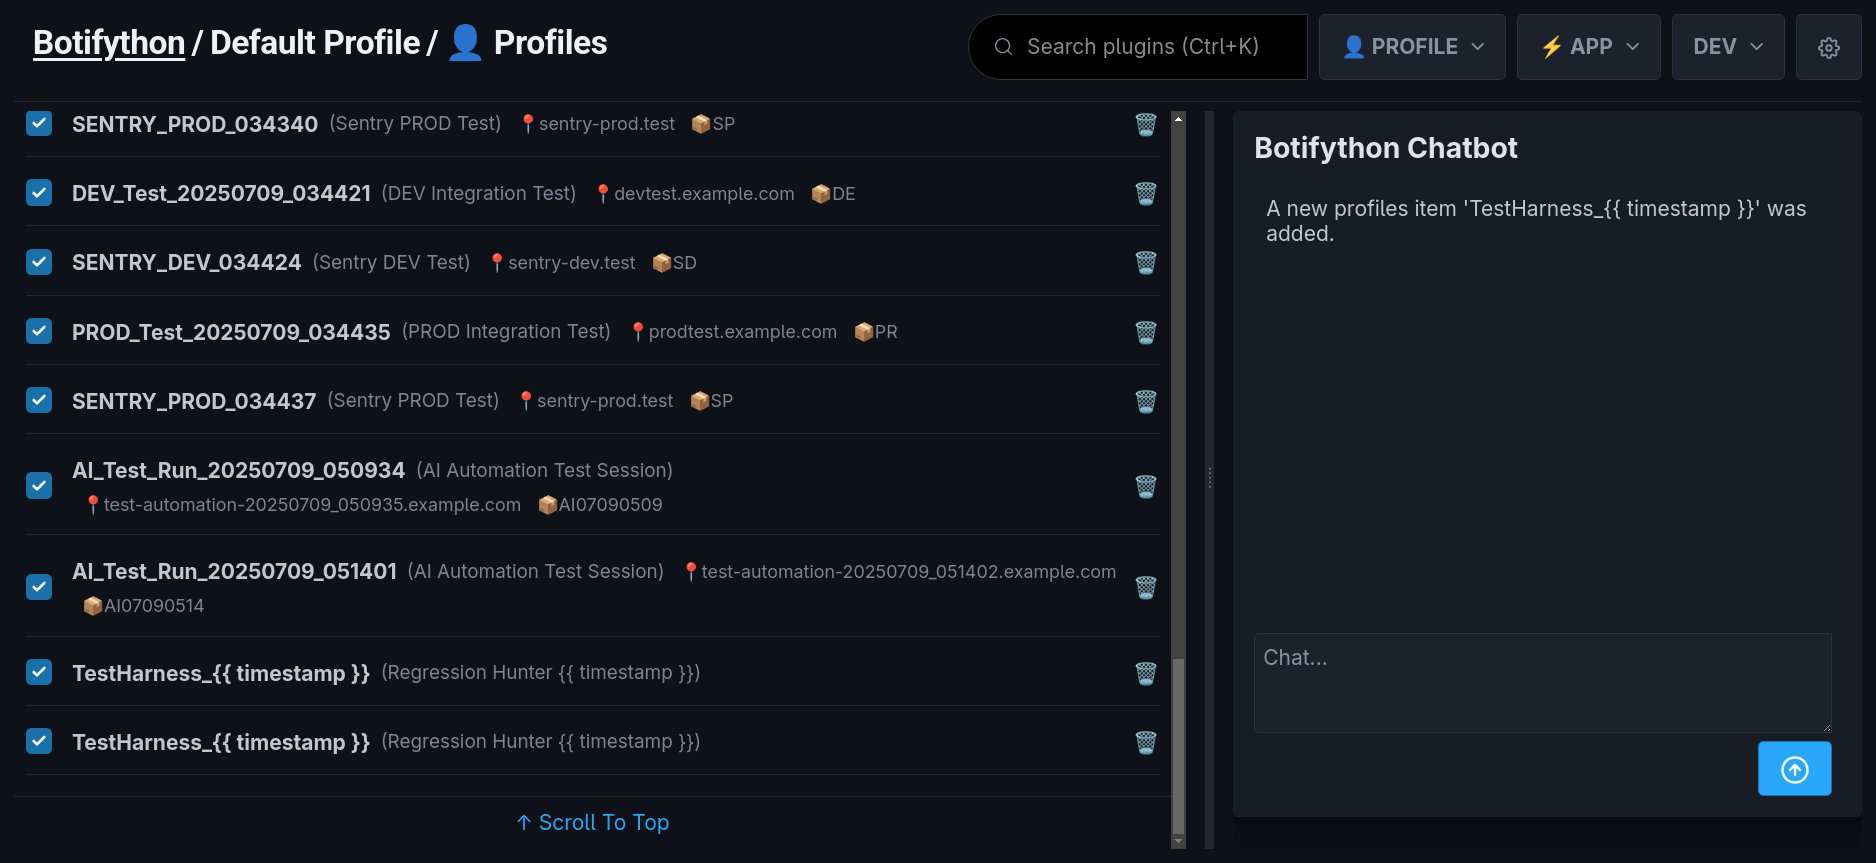 Botifython / Default Profile / 👤 Profiles
Search plugins (Ctrl+K)
👤 PROFILE
⚡ APP
DEV
SENTRY_PROD_034340 (Sentry PROD Test) 📍sentry-prod.test 📦SP
DEV_Test_20250709_034421 (DEV Integration Test) 📍devtest.example.com 📦DE
SENTRY_DEV_034424 (Sentry DEV Test) 📍sentry-dev.test 📦SD
PROD_Test_20250709_034435 (PROD Integration Test) 📍prodtest.example.com 📦PR
SENTRY_PROD_034437 (Sentry PROD Test) 📍sentry-prod.test 📦SP
AI_Test_Run_20250709_050934 (AI Automation Test Session)
📍test-automation-20250709_050935.example.com 📦AI07090509
AI_Test_Run_20250709_051401 (AI Automation Test Session) 📍test-automation-20250709_051402.example.com
📦AI07090514
TestHarness_{{ timestamp }} (Regression Hunter {{ timestamp }})
TestHarness_{{ timestamp }} (Regression Hunter {{ timestamp }})
↑ Scroll To Top
Botifython Chatbot
A new profiles item 'TestHarness_{{ timestamp }}' was
added.
Chat...